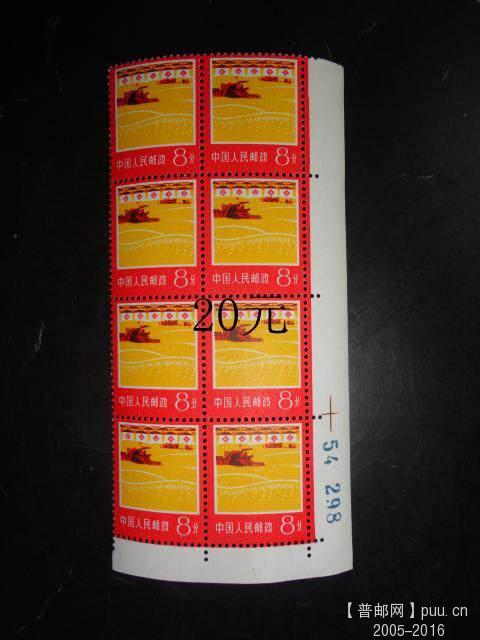 中国人民邮政 8分 中国人民邮政 8分
中国人民邮政 8分 中国人民邮政 8分
20元
中国人民邮政 8分 中国人民邮政 8分
54 298
中国人民邮政 8分 中国人民邮政 8分
【普邮网】puu.cn
2005-2016